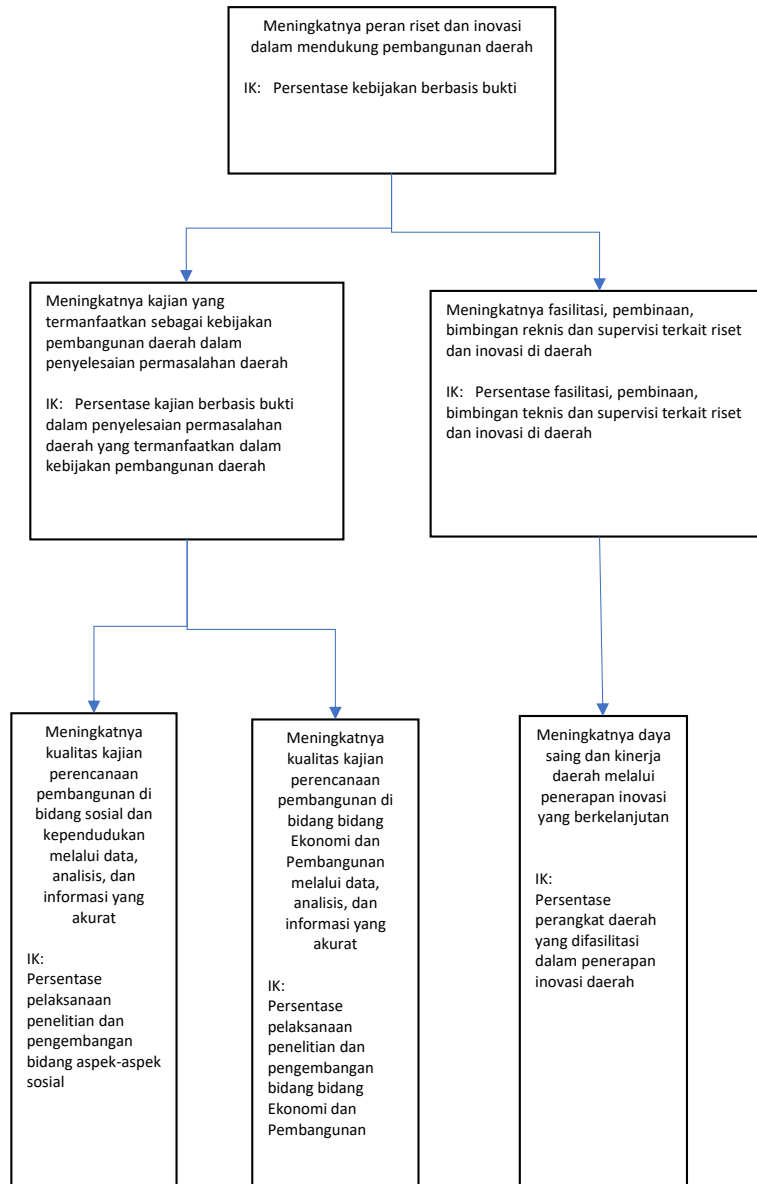 Meningkatnya peran riset dan inovasi
dalam mendukung pembangunan daerah
IK: Persentase kebijakan berbasis bukti
Meningkatnya kajian yang
termanfaatkan sebagai kebijakan
pembangunan daerah dalam
penyelesaian permasalahan daerah
IK: Persentase kajian berbasis bukti
dalam penyelesaian permasalahan
daerah yang termanfaatkan dalam
kebijakan pembangunan daerah
Meningkatnya fasilitasi, pembinaan,
bimbingan reknis dan supervisi terkait riset
dan inovasi di daerah
IK: Persentase fasilitasi, pembinaan,
bimbingan teknis dan supervisi terkait riset
dan inovasi di daerah
Meningkatnya
kualitas kajian
perencanaan
pembangunan di
bidang sosial dan
kependudukan
melalui data,
analisis, dan
informasi yang
akurat
IK:
Persentase
pelaksanaan
penelitian dan
pengembangan
bidang aspek-aspek
sosial
Meningkatnya
kualitas kajian
perencanaan
pembangunan di
bidang bidang
Ekonomi dan
Pembangunan
melalui data,
analisis, dan
informasi yang
akurat
IK:
Persentase
pelaksanaan
penelitian dan
pengembangan
bidang bidang
Ekonomi dan
Pembangunan
Meningkatnya daya
saing dan kinerja
daerah melalui
penerapan inovasi
yang berkelanjutan
IK:
Persentase
perangkat daerah
yang difasilitasi
dalam penerapan
inovasi daerah